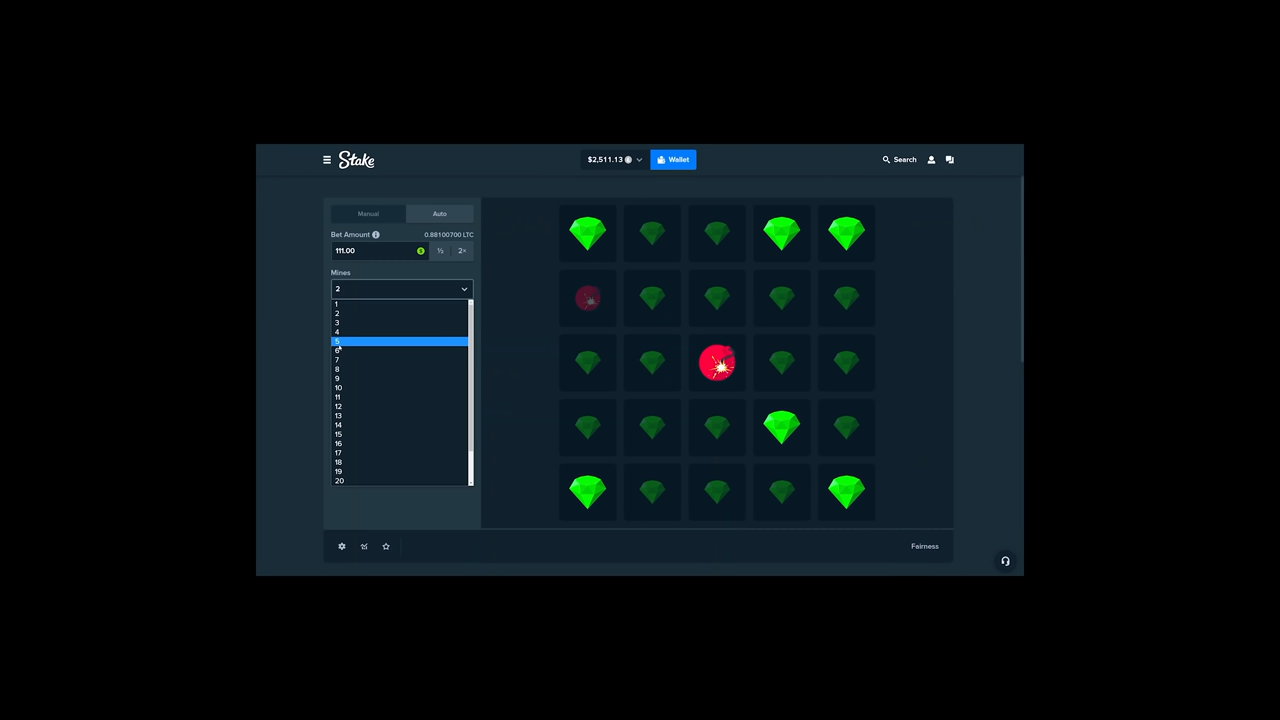 Stake
$2,511.13
Wallet
Search
Manual
Auto
Bet Amount
0.88100700 LTC
111.00
½
2×
Mines
2
1
2
3
4
5
6
7
8
9
10
11
12
13
14
15
16
17
18
19
20
Fairness